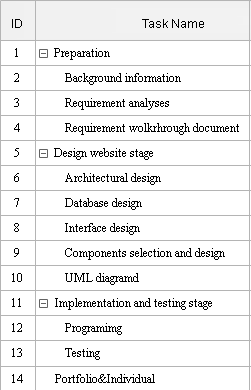 ID Task Name
1 Preparation
2 Background information
3 Requirement analyses
4 Requirement wolkrhrough document
5 Design website stage
6 Architectural design
7 Database design
8 Interface design
9 Components selection and design
10 UML diagramd
11 Implementation and testing stage
12 Programimg
13 Testing
14 Portfolio&Individual